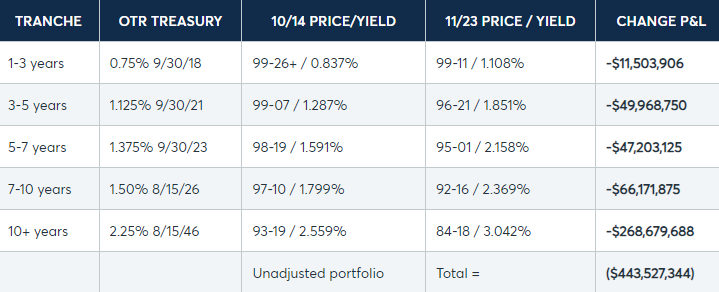 TRANCHE OTR TREASURY 10/14 PRICE/YIELD 11/23 PRICE / YIELD CHANGE P&L
1-3 years 0.75% 9/30/18 99-26+ / 0.837% 99-11 / 1.108% -$11,503,906
3-5 years 1.125% 9/30/21 99-07 / 1.287% 96-21 / 1.851% -$49,968,750
5-7 years 1.375% 9/30/23 98-19 / 1.591% 95-01 / 2.158% -$47,203,125
7-10 years 1.50% 8/15/26 97-10 / 1.799% 92-16 / 2.369% -$66,171,875
10+ years 2.25% 8/15/46 93-19 / 2.559% 84-18 / 3.042% -$268,679,688
Unadjusted portfolio Total = ($443,527,344)